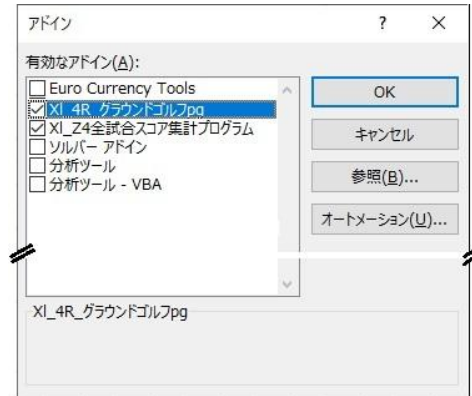 アドイン
有効なアドイン(A):
Euro Currency Tools
Xl_4R_グラウンドゴルフpg
Xl_Z4全試合スコア集計プログラム
ソルバー アドイン
分析ツール
分析ツール - VBA
OK
キャンセル
参照(B)...
オートメーション(U)...
Xl_4R_グラウンドゴルフpg